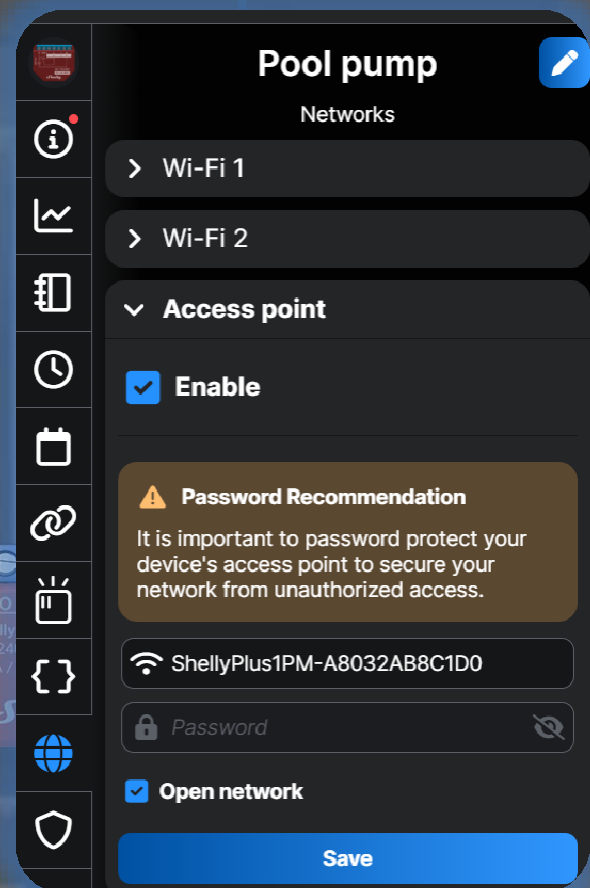 Pool pump
Networks
Wi-Fi 1
Wi-Fi 2
Access point
Enable
Password Recommendation
It is important to password protect your
device's access point to secure your
network from unauthorized access.
ShellyPlus1PM-A8032AB8C1D0
Password
Open network
Save